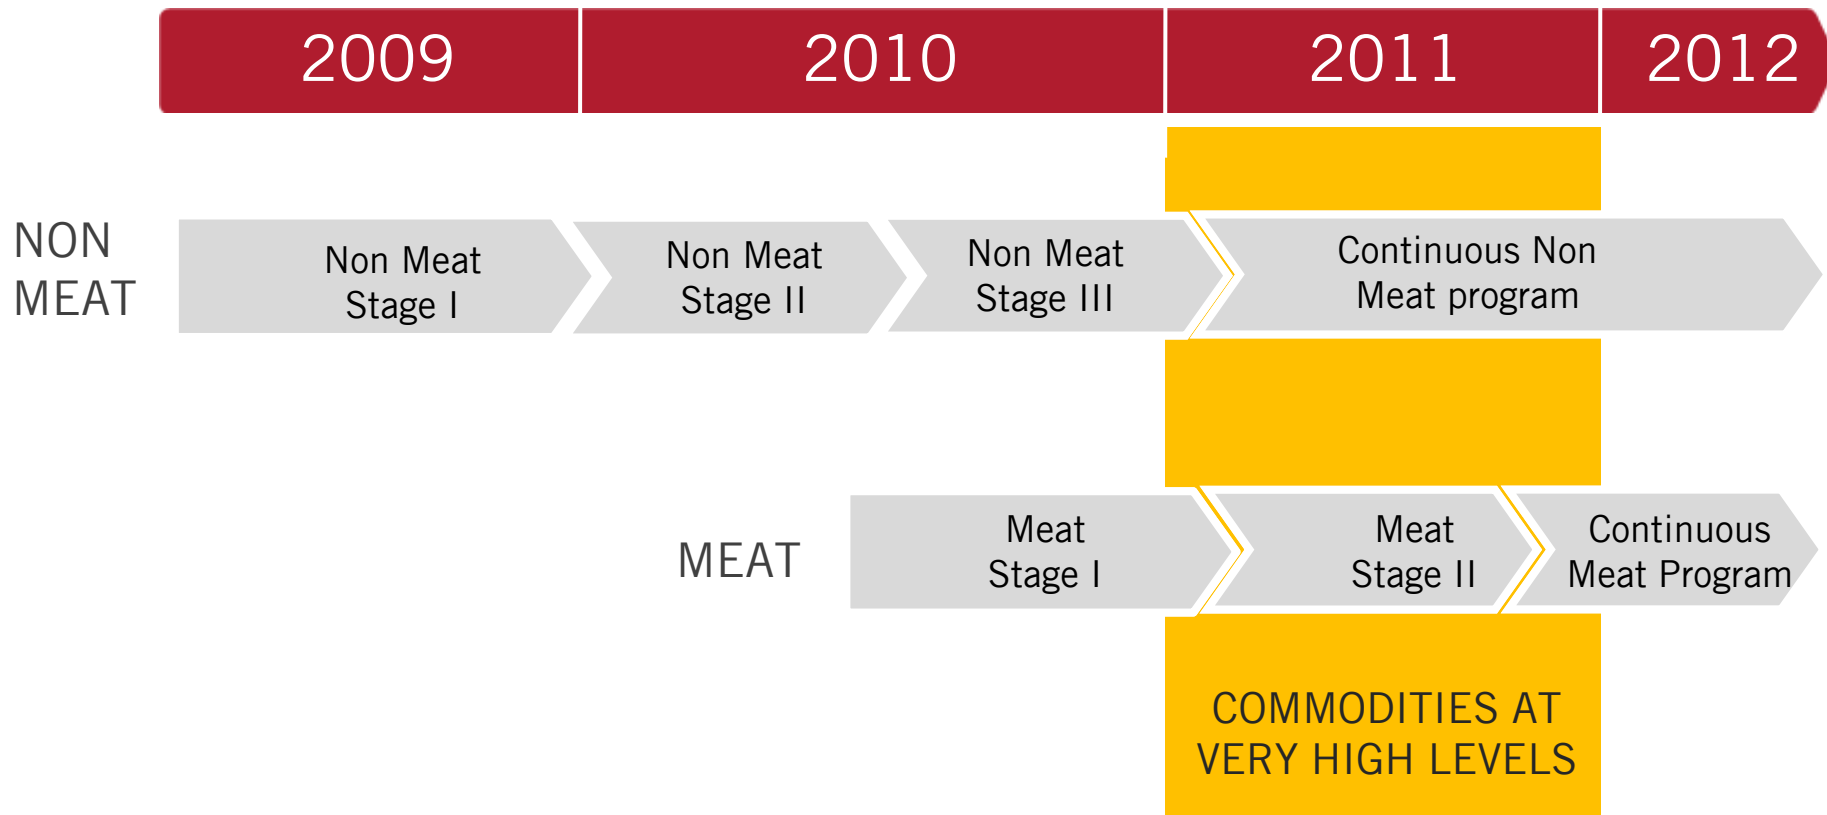 2009
2010
2011
2012
NON
MEAT
Non Meat
Stage I
Non Meat
Stage II
Non Meat
Stage III
Continuous Non
Meat program
MEAT
Meat
Stage I
Meat
Stage II
Continuous
Meat Program
COMMODITIES AT
VERY HIGH LEVELS